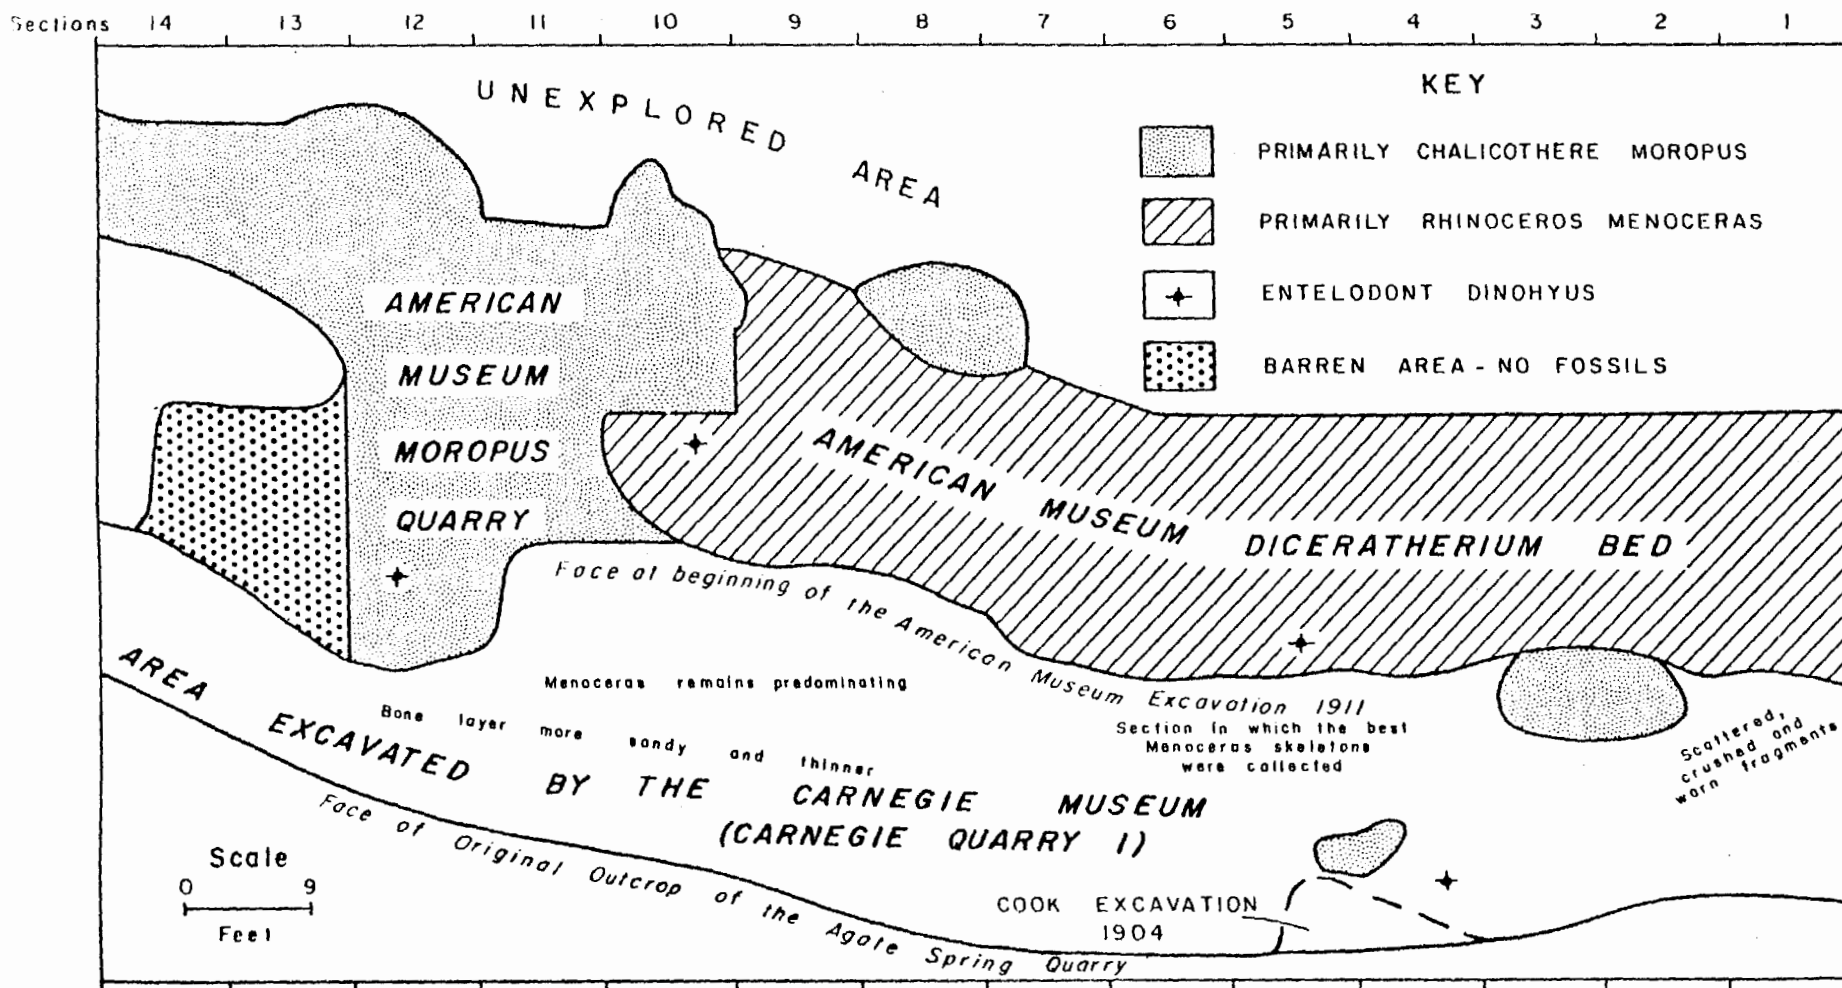 Sections 14 13 12 11 10 9 8 7 6 5 4 3 2 1
UNEXPLORED AREA
KEY
PRIMARILY CHALICOTHERE MOROPUS
PRIMARILY RHINOCEROS MENOCERAS
ENTELODONT DINOHYUS
BARREN AREA - NO FOSSILS
AMERICAN
MUSEUM
MOROPUS
QUARRY
AMERICAN MUSEUM DICERATHERIUM BED
Face at beginning of the American Museum Excavation 1911
Menoceras remains predominating
Section in which the best
Menoceras skeletons
were collected
Scattered,
crushed and
worn fragments
Bone layer more sandy and thinner
AREA EXCAVATED BY THE CARNEGIE MUSEUM
(CARNEGIE QUARRY I)
Face of Original Outcrop of the Agate Spring Quarry
COOK EXCAVATION
1904
Scale
0 9
Feet